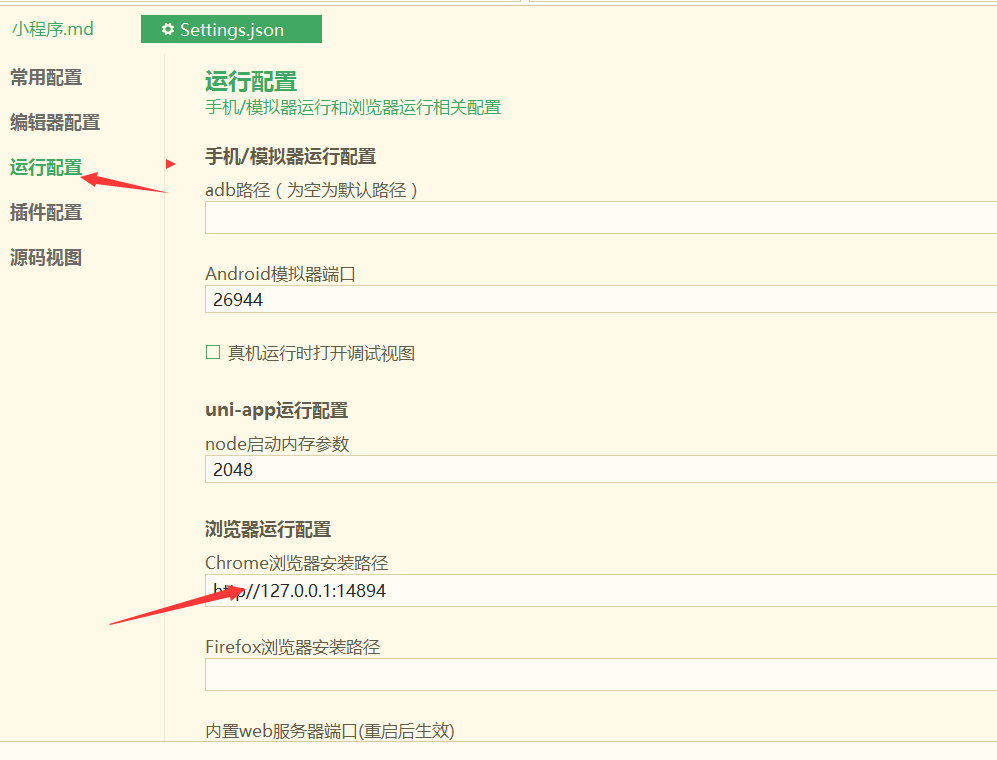 小程序.md
Settings.json
常用配置
编辑器配置
运行配置
插件配置
源码视图
运行配置
手机/模拟器运行和浏览器运行相关配置
手机/模拟器运行配置
adb路径（为空为默认路径）
Android模拟器端口
26944
真机运行时打开调试视图
uni-app运行配置
node启动内存参数
2048
浏览器运行配置
Chrome浏览器安装路径
http//127.0.0.1:14894
Firefox浏览器安装路径
内置web服务器端口(重启后生效)